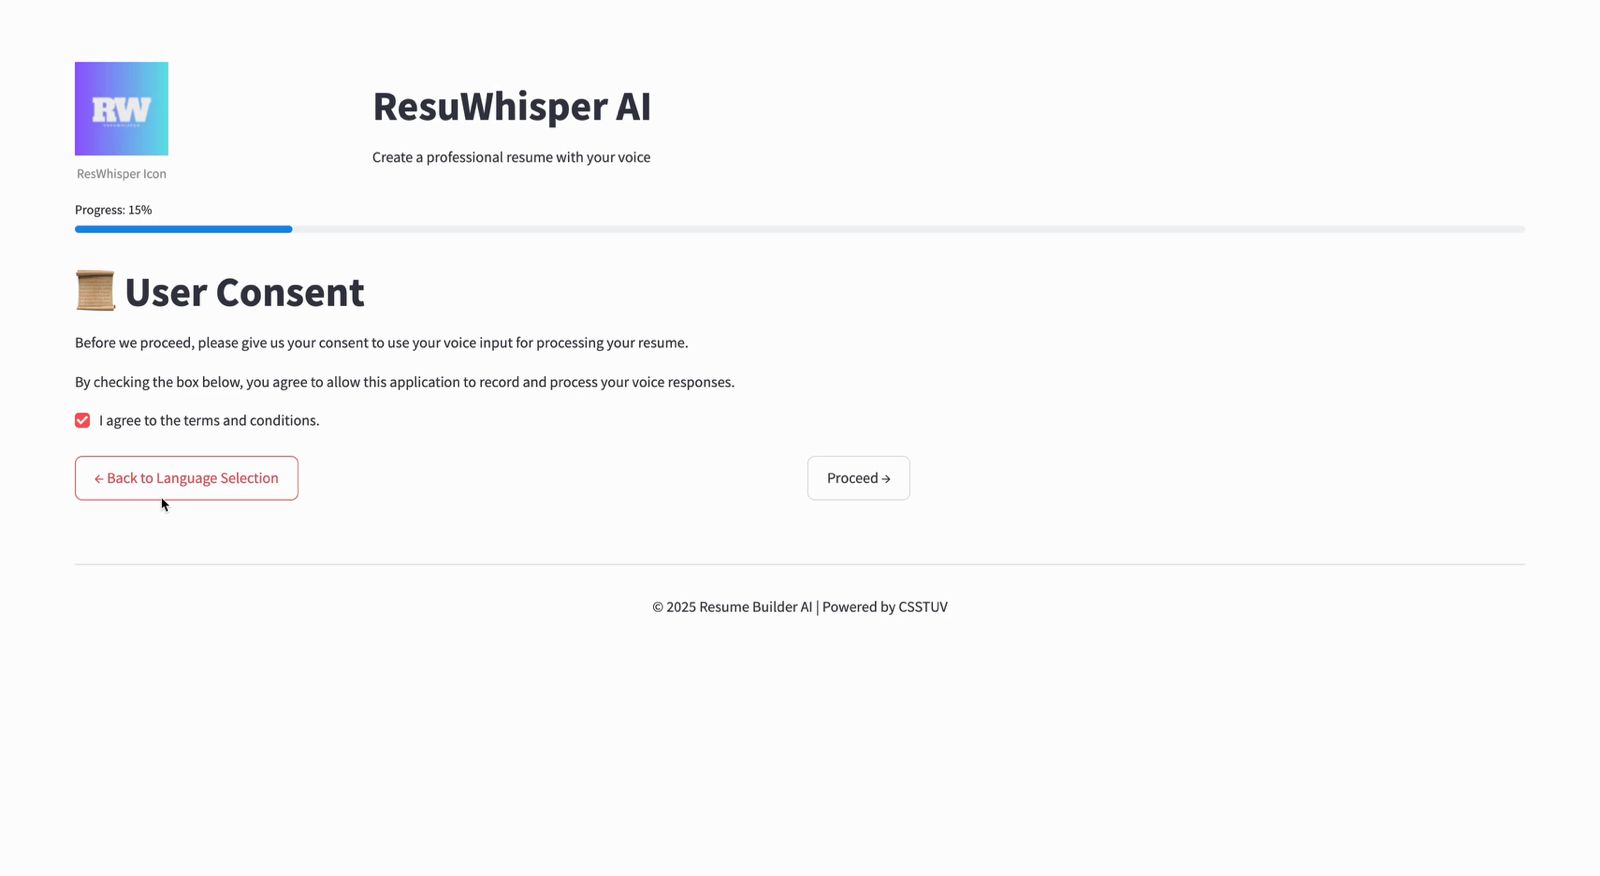 RW
ResWhisper Icon
ResuWhisper AI
Create a professional resume with your voice
Progress: 15%
User Consent
Before we proceed, please give us your consent to use your voice input for processing your resume.
By checking the box below, you agree to allow this application to record and process your voice responses.
I agree to the terms and conditions.
← Back to Language Selection
Proceed →
© 2025 Resume Builder AI | Powered by CSSTUV